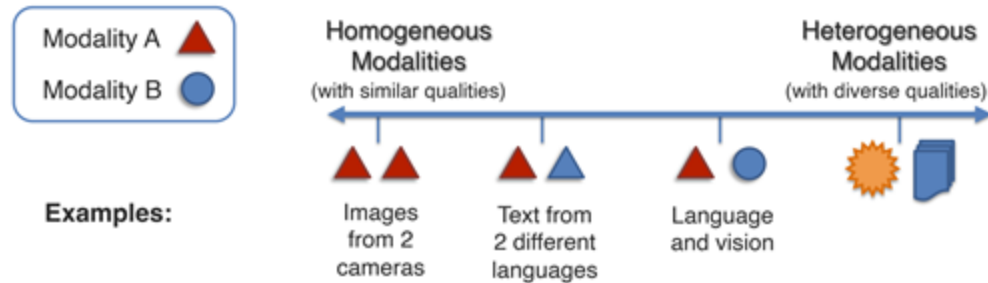 Modality A
Modality B
Homogeneous
Modalities
(with similar qualities)
Heterogeneous
Modalities
(with diverse qualities)
Examples:
Images
from 2
cameras
Text from
2 different
languages
Language
and vision